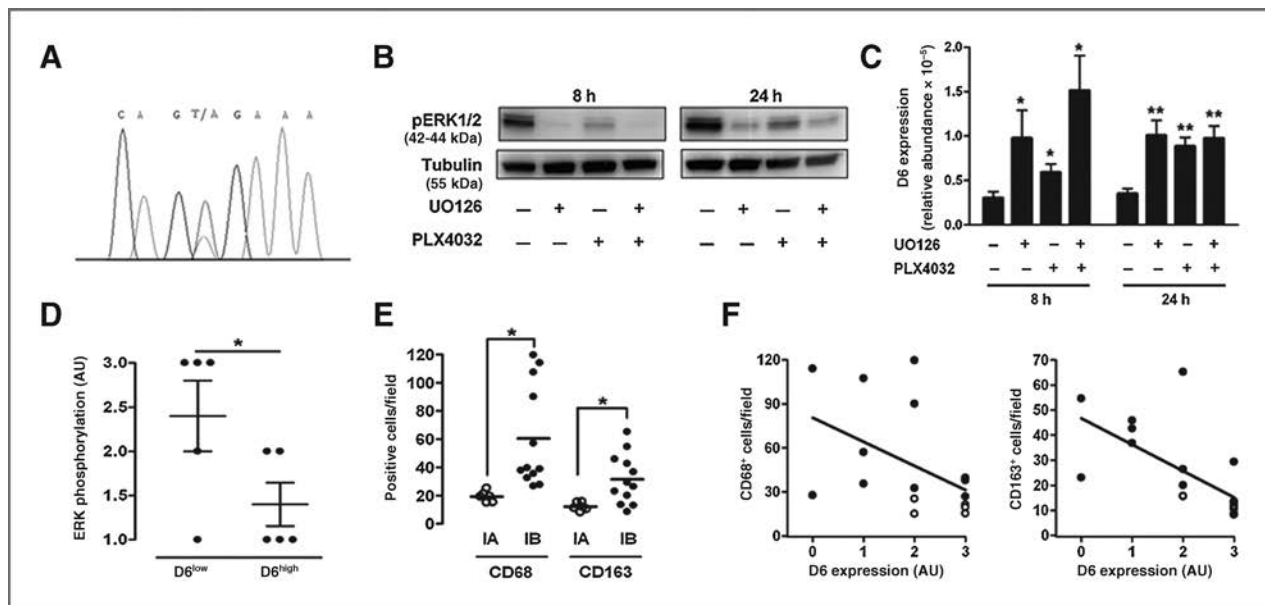 A
C A G T/A G A A A
B
8 h 24 h
pERK1/2
(42-44 kDa)
Tubulin
(55 kDa)
UO126 — + — + — + — +
PLX4032 — — + + — — + +
C
D6 expression
(relative abundance × 10⁻⁵)
2.0
1.5
1.0
0.5
0.0
* * * ** ** **
UO126 – + – + – + – +
PLX4032 – – + + – – + +
8 h 24 h
D
ERK phosphorylation (AU)
3.0
2.5
2.0
1.5
1.0
*
D6low D6high
E
Positive cells/field
120
100
80
60
40
20
0
* *
IA IB IA IB
CD68 CD163
F
CD68⁺ cells/field
120
90
60
30
0
0 1 2 3
D6 expression (AU)
CD163⁺ cells/field
70
60
50
40
30
20
10
0
0 1 2 3
D6 expression (AU)